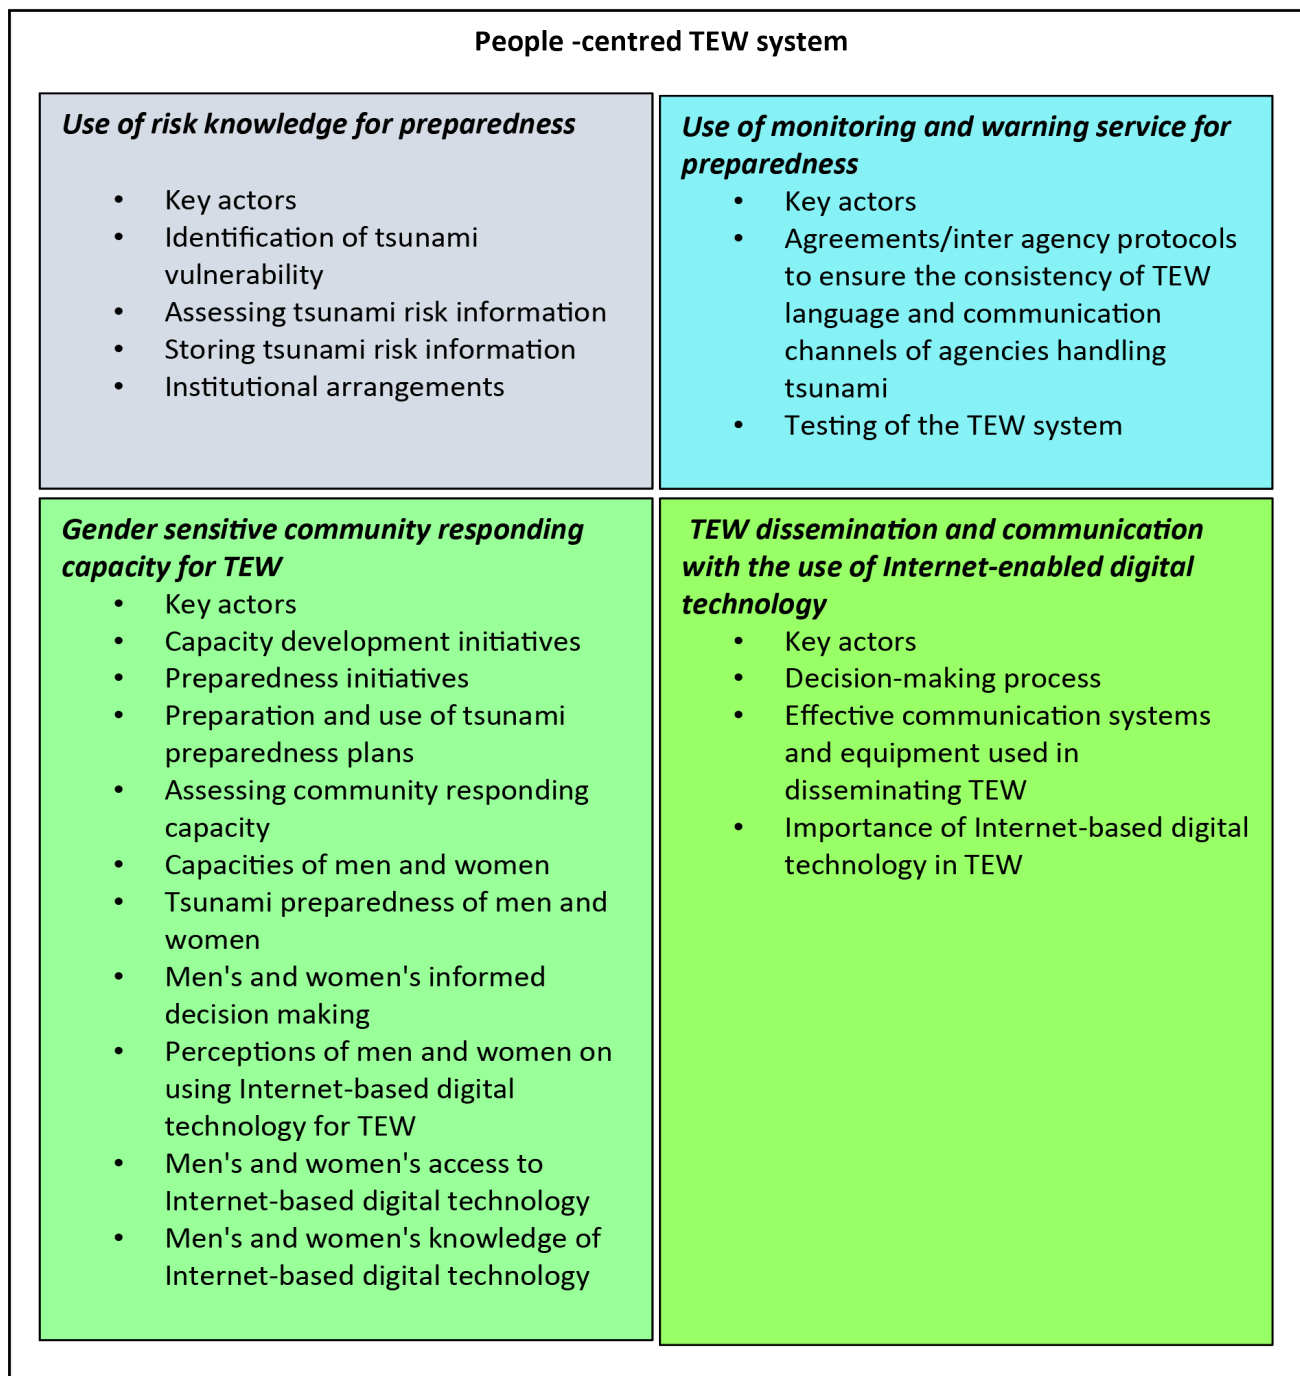 People -centred TEW system
Use of risk knowledge for preparedness
• Key actors
• Identification of tsunami
vulnerability
• Assessing tsunami risk information
• Storing tsunami risk information
• Institutional arrangements
Use of monitoring and warning service for
preparedness
• Key actors
• Agreements/inter agency protocols
to ensure the consistency of TEW
language and communication
channels of agencies handling
tsunami
• Testing of the TEW system
Gender sensitive community responding
capacity for TEW
• Key actors
• Capacity development initiatives
• Preparedness initiatives
• Preparation and use of tsunami
preparedness plans
• Assessing community responding
capacity
• Capacities of men and women
• Tsunami preparedness of men and
women
• Men's and women's informed
decision making
• Perceptions of men and women on
using Internet-based digital
technology for TEW
• Men's and women's access to
Internet-based digital technology
• Men's and women's knowledge of
Internet-based digital technology
TEW dissemination and communication
with the use of Internet-enabled digital
technology
• Key actors
• Decision-making process
• Effective communication systems
and equipment used in
disseminating TEW
• Importance of Internet-based digital
technology in TEW